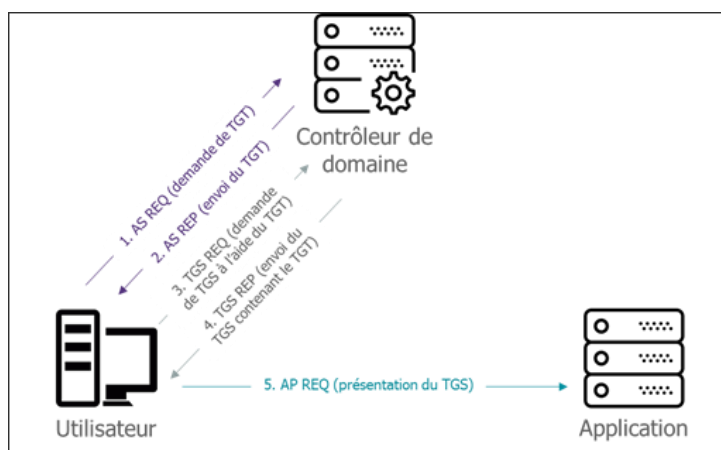 Contrôleur de
domaine
1. AS REQ (demande de TGT)
2. AS REP (envoi du TGT)
3. TGS REQ (demande
de TGS à l'aide du TGT)
4. TGS REP (envoi du
TGS contenant le TGT)
5. AP REQ (présentation du TGS)
Utilisateur
Application